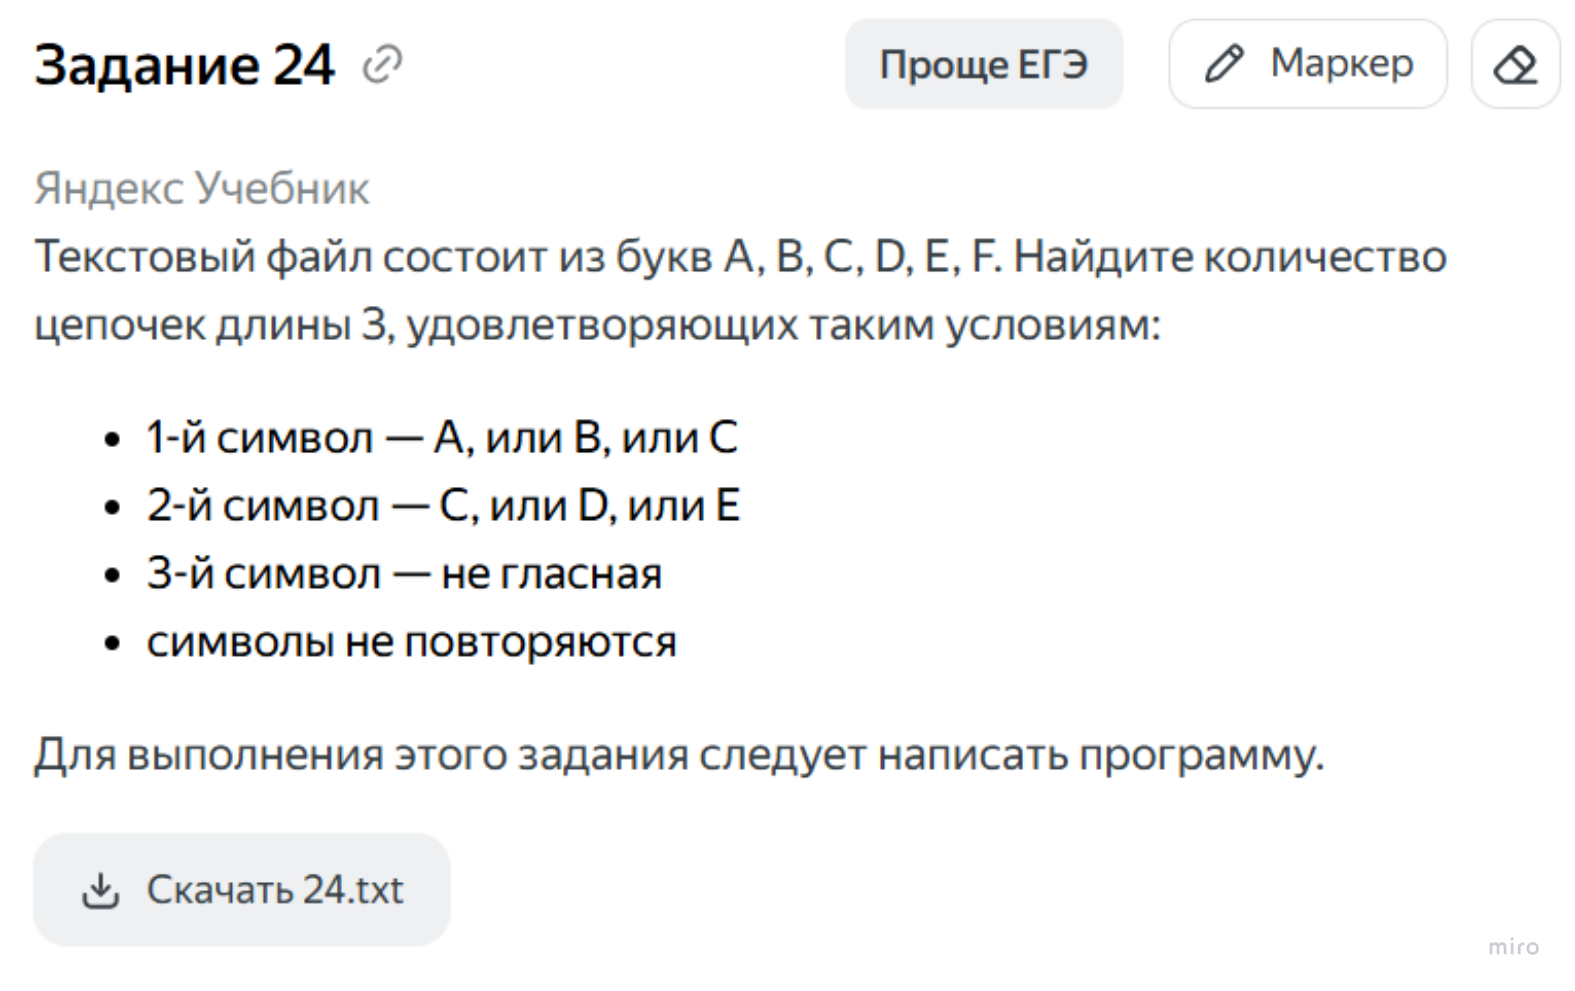 Задание 24
Проще ЕГЭ
Маркер
Яндекс Учебник
Текстовый файл состоит из букв A, B, C, D, E, F. Найдите количество
цепочек длины 3, удовлетворяющих таким условиям:
• 1-й символ — A, или B, или C
• 2-й символ — C, или D, или E
• 3-й символ — не гласная
• символы не повторяются
Для выполнения этого задания следует написать программу.
Скачать 24.txt
miro